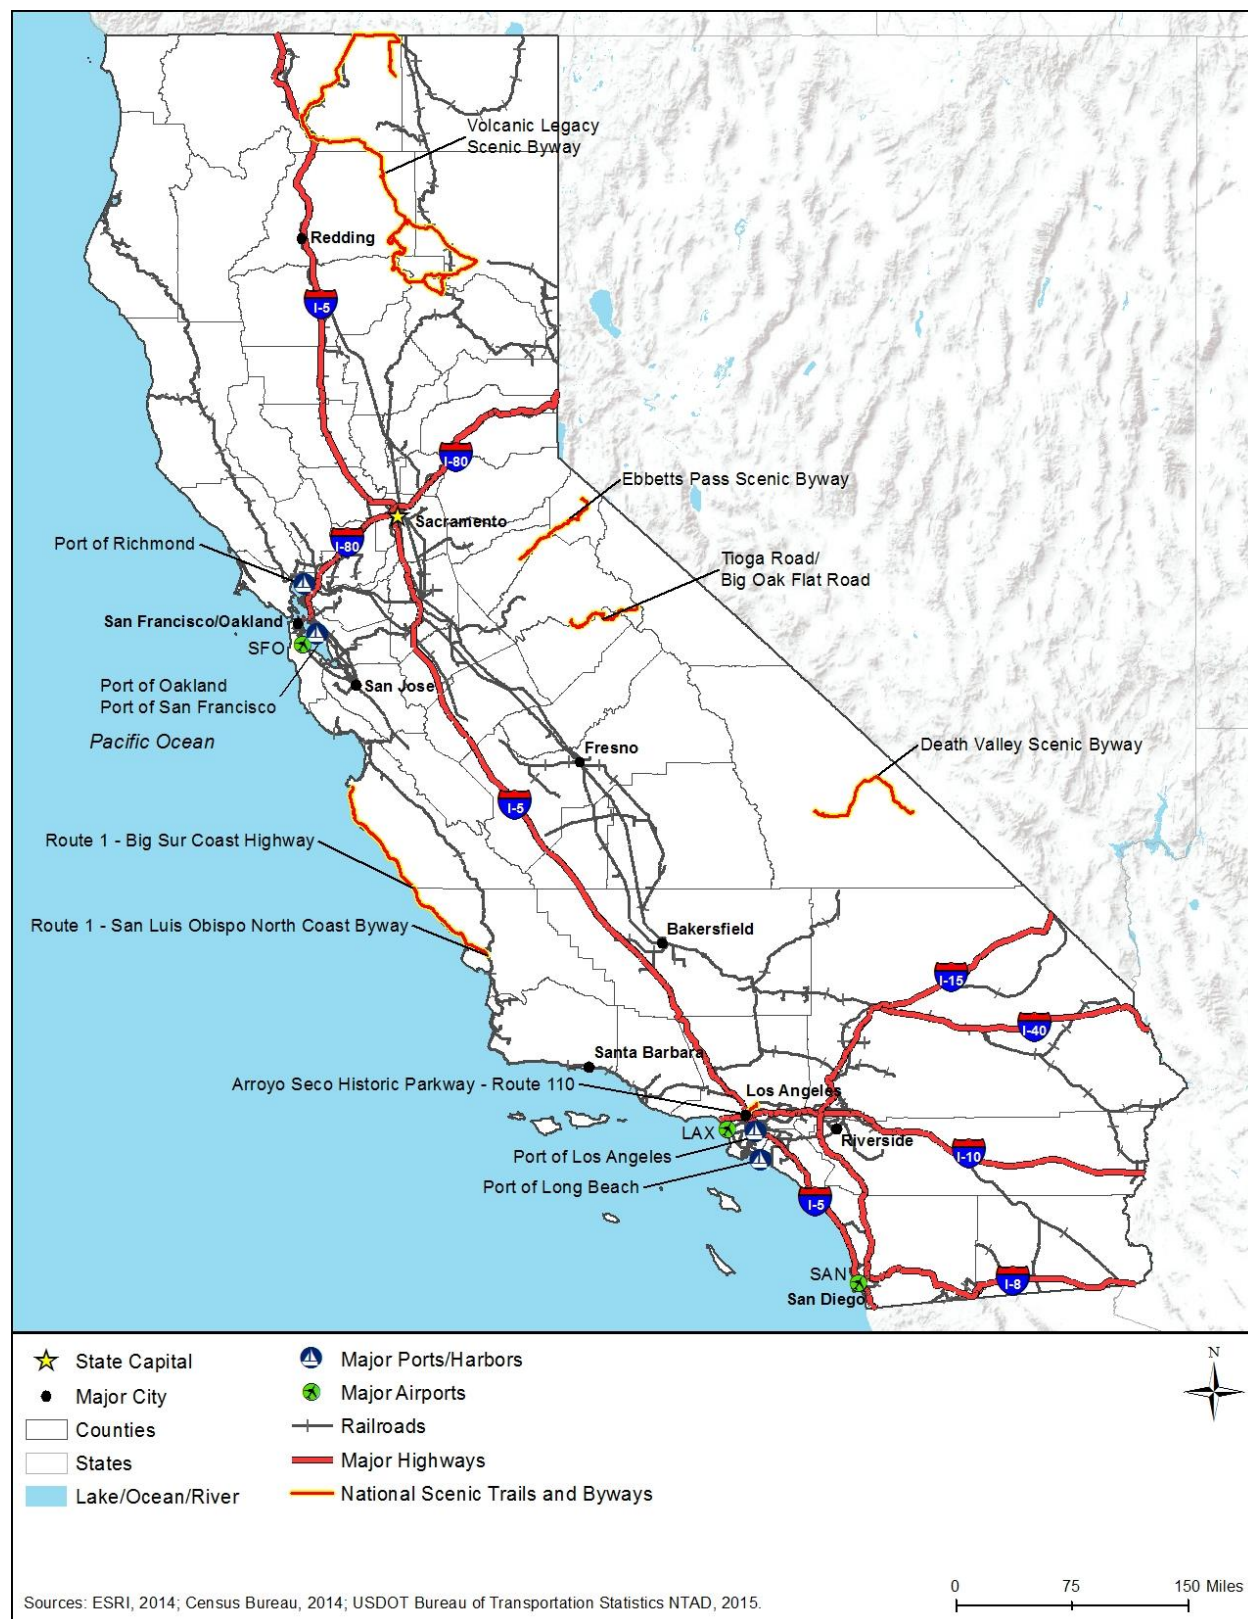 Volcanic Legacy
Scenic Byway
Redding
I-5
I-80
Ebbetts Pass Scenic Byway
Sacramento
I-80
Port of Richmond
Tioga Road/
Big Oak Flat Road
San Francisco/Oakland
SFO
Port of Oakland
Port of San Francisco
San Jose
Pacific Ocean
Fresno
Death Valley Scenic Byway
I-5
Route 1 - Big Sur Coast Highway
Route 1 - San Luis Obispo North Coast Byway
Bakersfield
I-15
I-40
Santa Barbara
Arroyo Seco Historic Parkway - Route 110
Los Angeles
LAX
Riverside
Port of Los Angeles
I-10
Port of Long Beach
I-5
SAN
San Diego
I-8
State Capital
Major City
Counties
States
Lake/Ocean/River
Major Ports/Harbors
Major Airports
Railroads
Major Highways
National Scenic Trails and Byways
N
0 75 150 Miles
Sources: ESRI, 2014; Census Bureau, 2014; USDOT Bureau of Transportation Statistics NTAD, 2015.